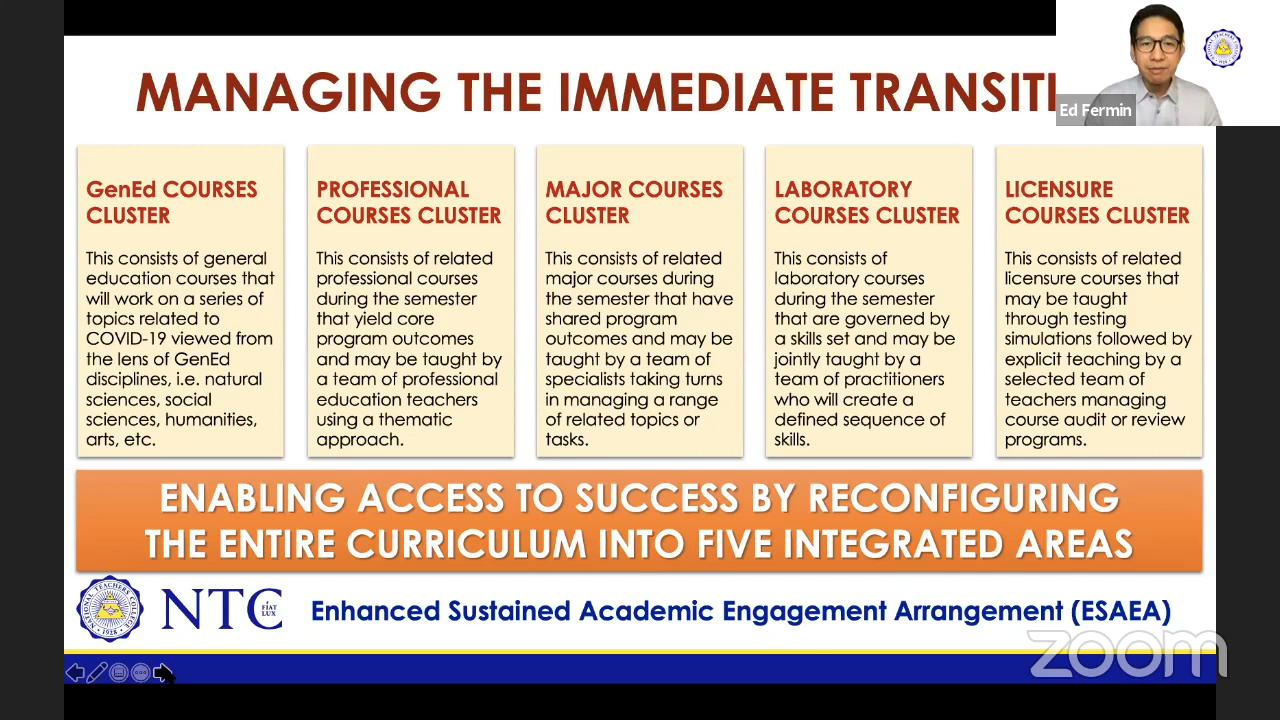 MANAGING THE IMMEDIATE TRANSITI
Ed Fermin
GenEd COURSES
CLUSTER
This consists of general
education courses that
will work on a series of
topics related to
COVID-19 viewed from
the lens of GenEd
disciplines, i.e. natural
sciences, social
sciences, humanities,
arts, etc.
PROFESSIONAL
COURSES CLUSTER
This consists of related
professional courses
during the semester
that yield core
program outcomes
and may be taught by
a team of professional
education teachers
using a thematic
approach.
MAJOR COURSES
CLUSTER
This consists of related
major courses during
the semester that have
shared program
outcomes and may be
taught by a team of
specialists taking turns
in managing a range
of related topics or
tasks.
LABORATORY
COURSES CLUSTER
This consists of
laboratory courses
during the semester
that are governed by
a skills set and may be
jointly taught by a
team of practitioners
who will create a
defined sequence of
skills.
LICENSURE
COURSES CLUSTER
This consists of related
licensure courses that
may be taught
through testing
simulations followed by
explicit teaching by a
selected team of
teachers managing
course audit or review
programs.
ENABLING ACCESS TO SUCCESS BY RECONFIGURING
THE ENTIRE CURRICULUM INTO FIVE INTEGRATED AREAS
NATIONAL TEACHERS COLLEGE
1928
NTC
FIAT
LUX
Enhanced Sustained Academic Engagement Arrangement (ESAEA)
zoom